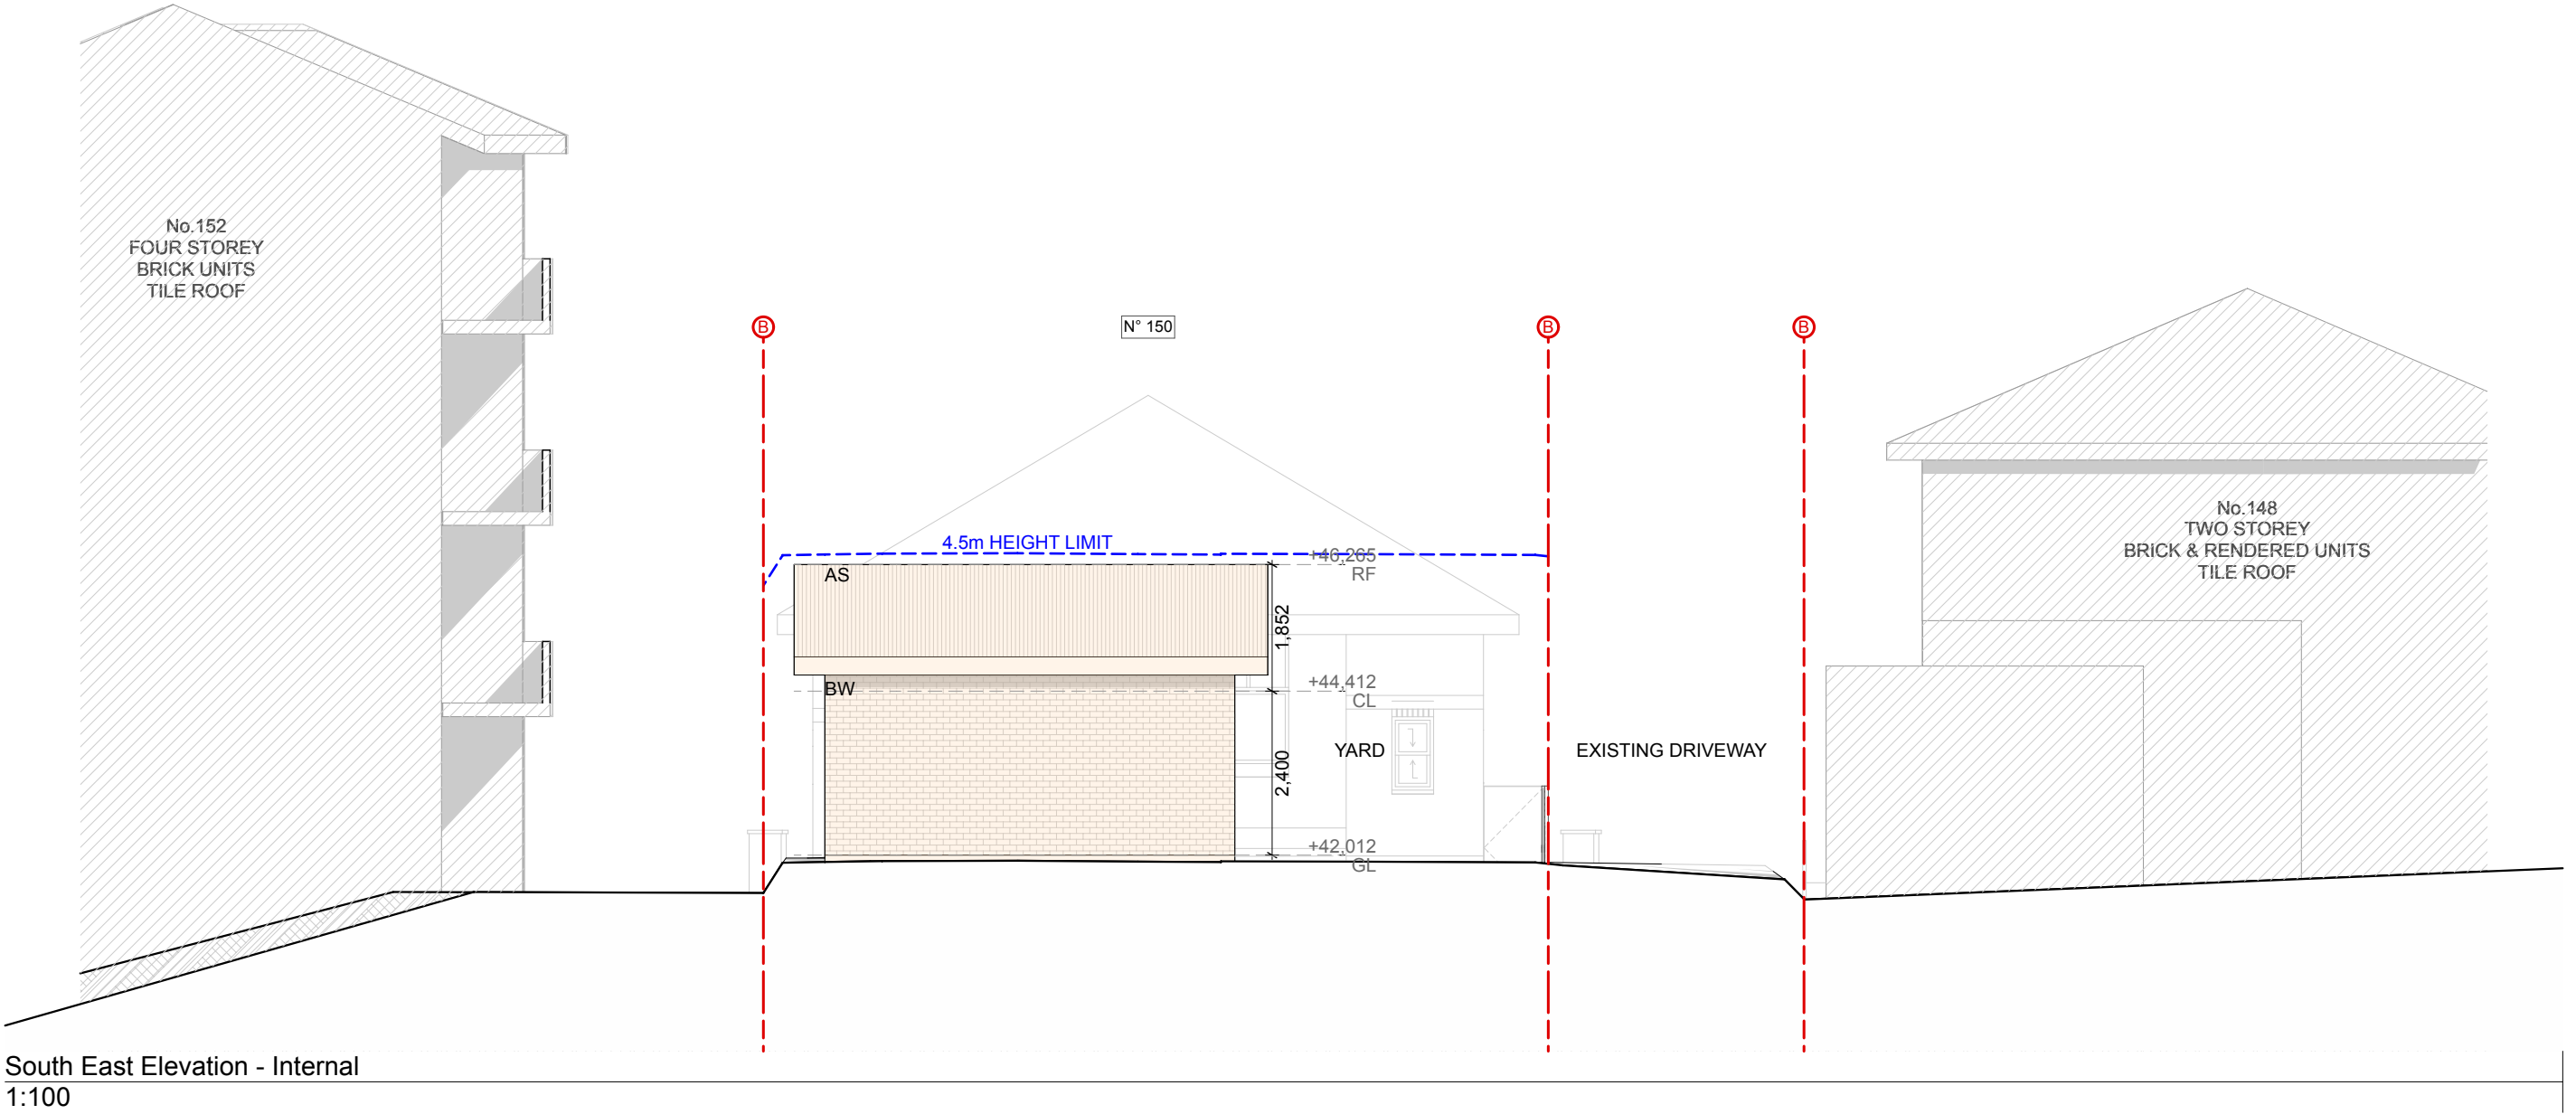 No.152
FOUR STOREY
BRICK UNITS
TILE ROOF
B
N° 150
B
B
No.148
TWO STOREY
BRICK & RENDERED UNITS
TILE ROOF
4.5m HEIGHT LIMIT
+46,265
RF
AS
1,852
BW
+44,412
CL
2,400
YARD
EXISTING DRIVEWAY
+42,012
GL
South East Elevation - Internal
1:100